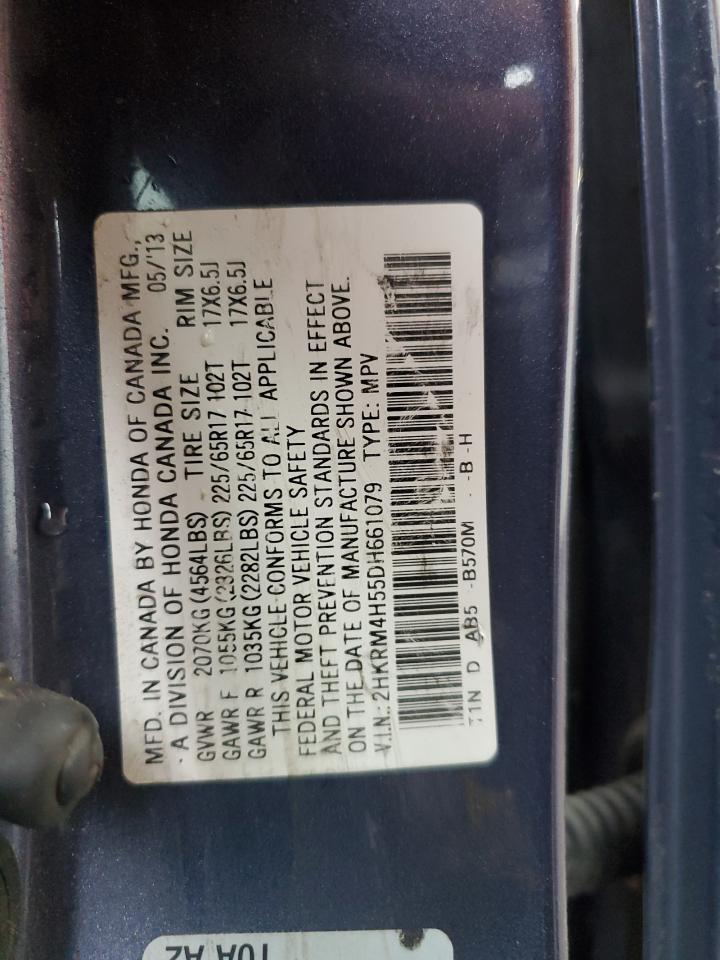 MFD. IN CANADA BY HONDA OF CANADA MFG.,
A DIVISION OF HONDA CANADA INC. 05/'13
GVWR 2070KG (4564LBS) TIRE SIZE RIM SIZE
GAWR F 1055KG (2326LBS) 225/65R17 102T 17X6.5J
GAWR R 1035KG (2282LBS) 225/65R17 102T 17X6.5J
THIS VEHICLE CONFORMS TO ALL APPLICABLE
FEDERAL MOTOR VEHICLE SAFETY
AND THEFT PREVENTION STANDARDS IN EFFECT
ON THE DATE OF MANUFACTURE SHOWN ABOVE.
V.I.N.: 2HKRM4H55DH661079 TYPE: MPV
D AB5 -B570M - -B -H